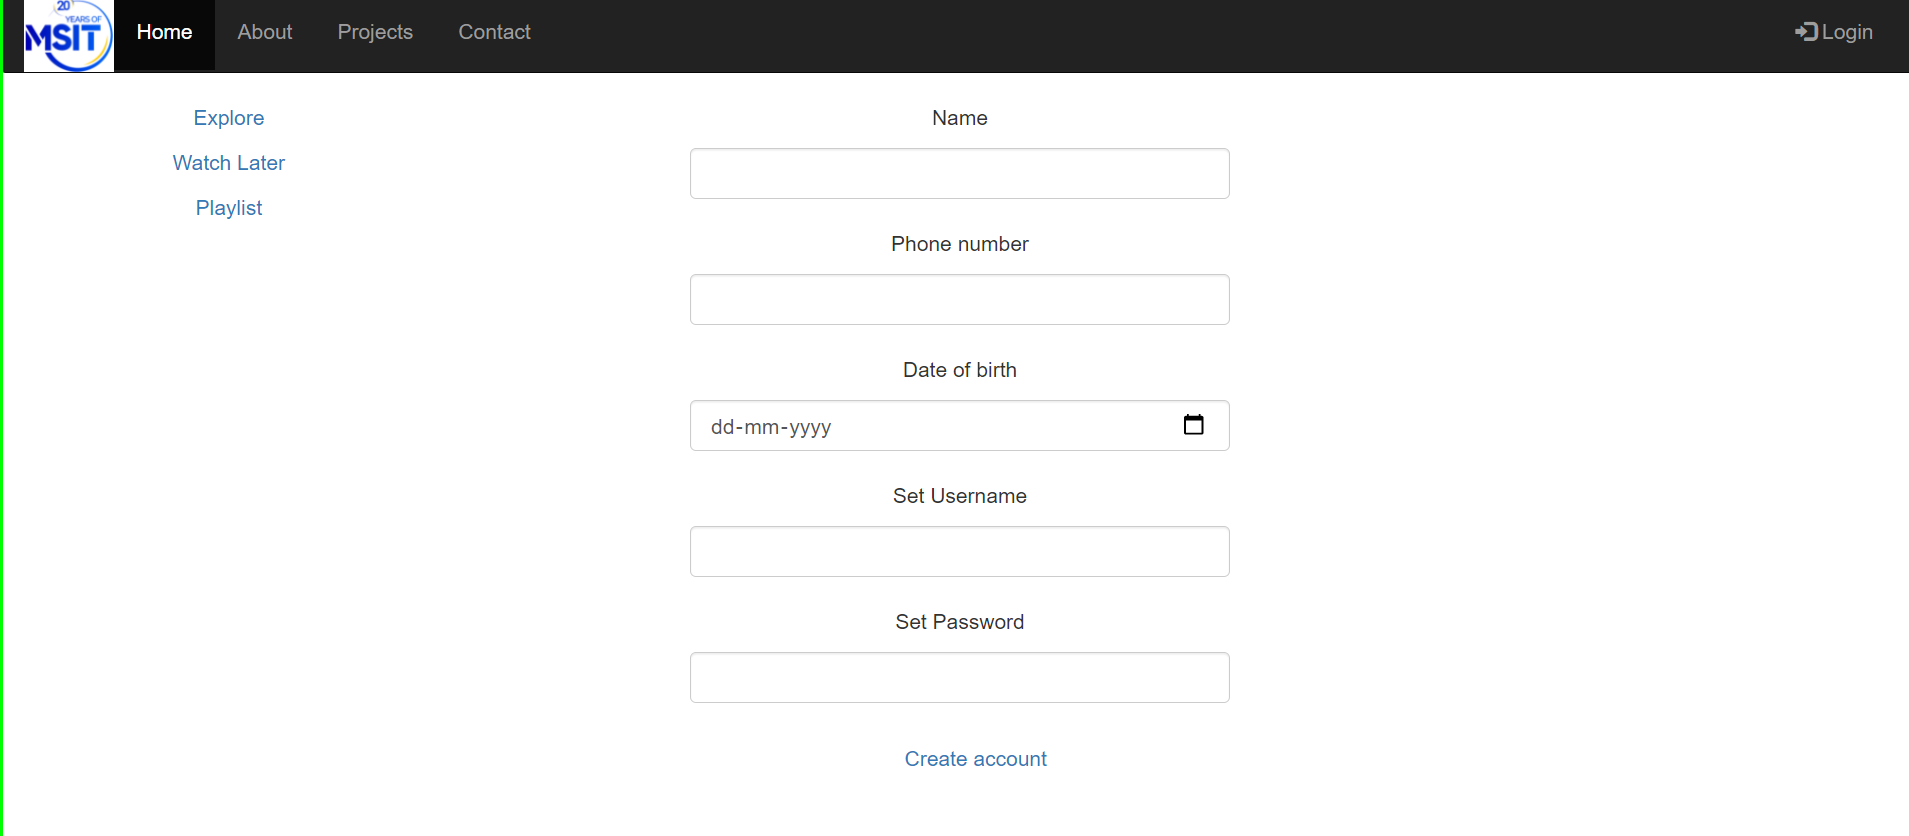 20
YEARS OF
MSIT
Home About Projects Contact Login
Explore
Watch Later
Playlist
Name
Phone number
Date of birth
dd-mm-yyyy
Set Username
Set Password
Create account